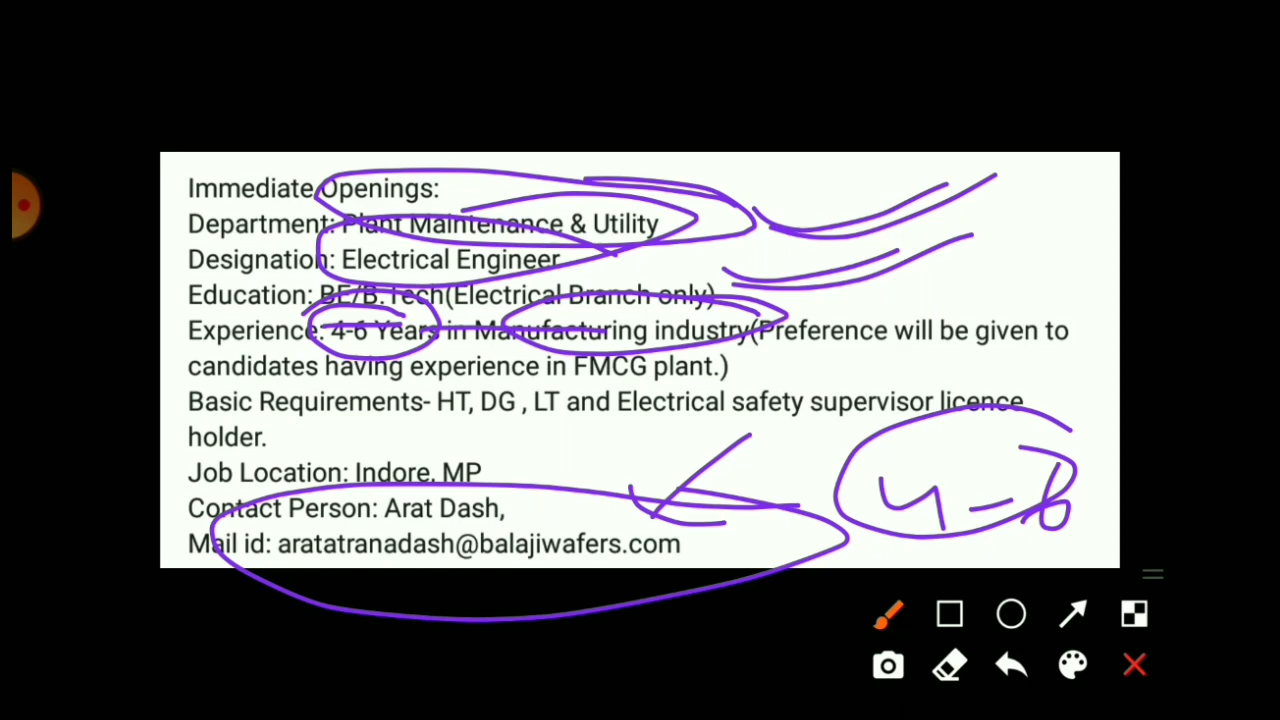 Immediate Openings:
Department: Plant Maintenance & Utility
Designation: Electrical Engineer
Education: BE/B.Tech(Electrical Branch only)
Experience: 4-6 Years in Manufacturing industry(Preference will be given to
candidates having experience in FMCG plant.)
Basic Requirements- HT, DG , LT and Electrical safety supervisor licence
holder.
Job Location: Indore, MP
Contact Person: Arat Dash,
Mail id: aratatranadash@balajiwafers.com